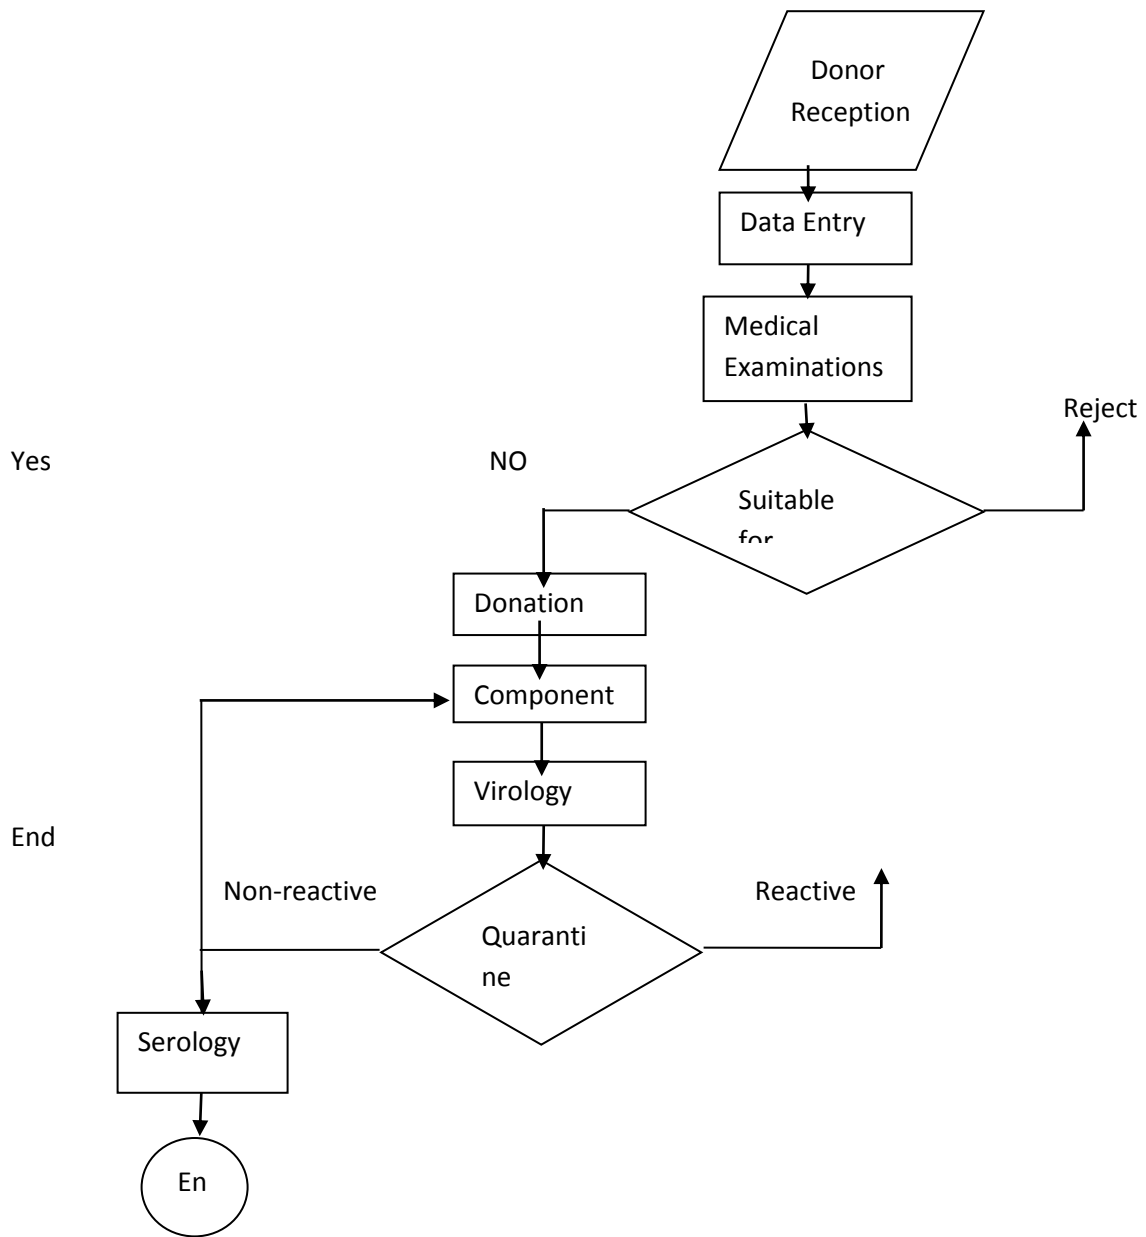 Donor
Reception
Data Entry
Medical
Examinations
Reject
Yes
NO
Suitable
for
Donation
Component
Virology
End
Non-reactive
Reactive
Quaranti
ne
Serology
En